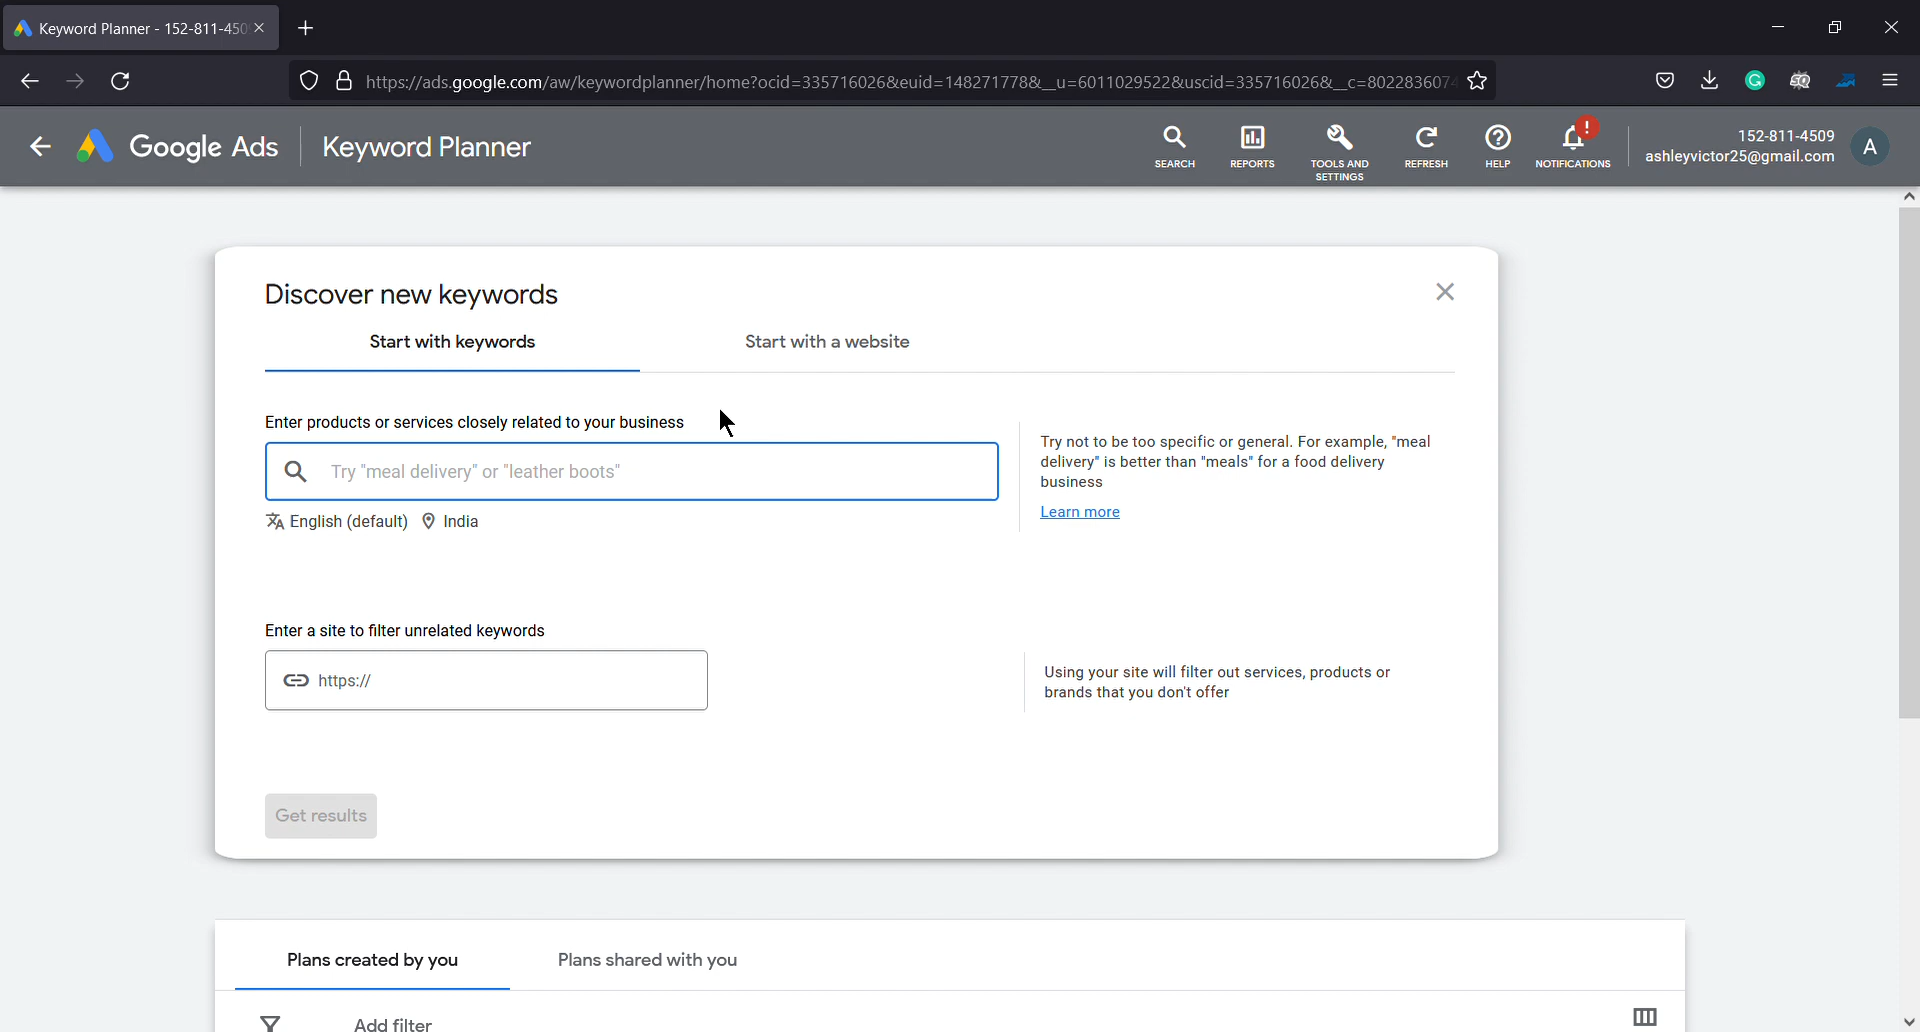 Keyword Planner - 152-811-450
https://ads.google.com/aw/keywordplanner/home?ocid=335716026&euid=148271778&__u=6011029522&uscid=335716026&__c=8022836074
Google Ads
Keyword Planner
SEARCH
REPORTS
TOOLS AND
SETTINGS
REFRESH
HELP
!
NOTIFICATIONS
152-811-4509
ashleyvictor25@gmail.com
A
Discover new keywords
Start with keywords
Start with a website
Enter products or services closely related to your business
Try "meal delivery" or "leather boots"
English (default)
India
Try not to be too specific or general. For example, "meal
delivery" is better than "meals" for a food delivery
business
Learn more
Enter a site to filter unrelated keywords
https://
Using your site will filter out services, products or
brands that you don't offer
Get results
Plans created by you
Plans shared with you
Add filter